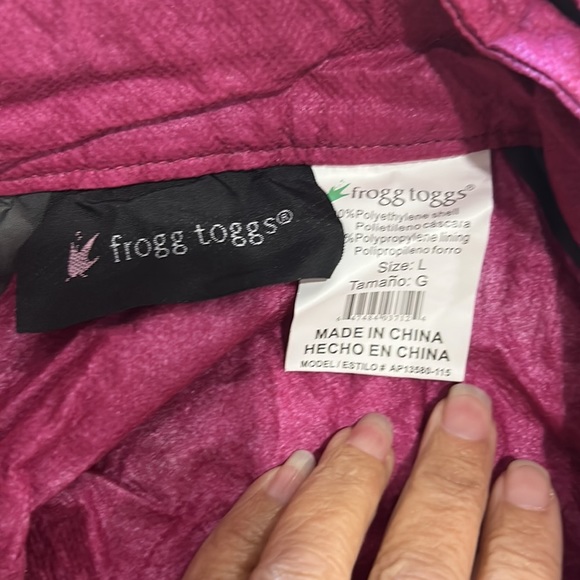 frogg toggs®
frogg toggs®
0%Polyethylene shell
Polietileno cáscara
%Polypropylene lining
Polipropileno forro
Size: L
Tamaño: G
MADE IN CHINA
HECHO EN CHINA
MODEL / ESTILO # AP13580-115